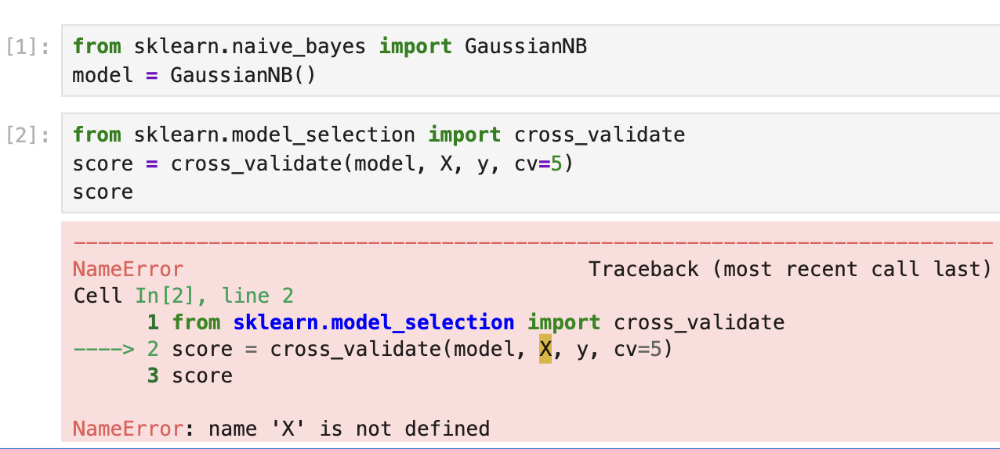 [1]: from sklearn.naive_bayes import GaussianNB
model = GaussianNB()
[2]: from sklearn.model_selection import cross_validate
score = cross_validate(model, X, y, cv=5)
score
---------------------------------------------------------------------------
NameError                                 Traceback (most recent call last)
Cell In[2], line 2
      1 from sklearn.model_selection import cross_validate
----> 2 score = cross_validate(model, X, y, cv=5)
      3 score
NameError: name 'X' is not defined